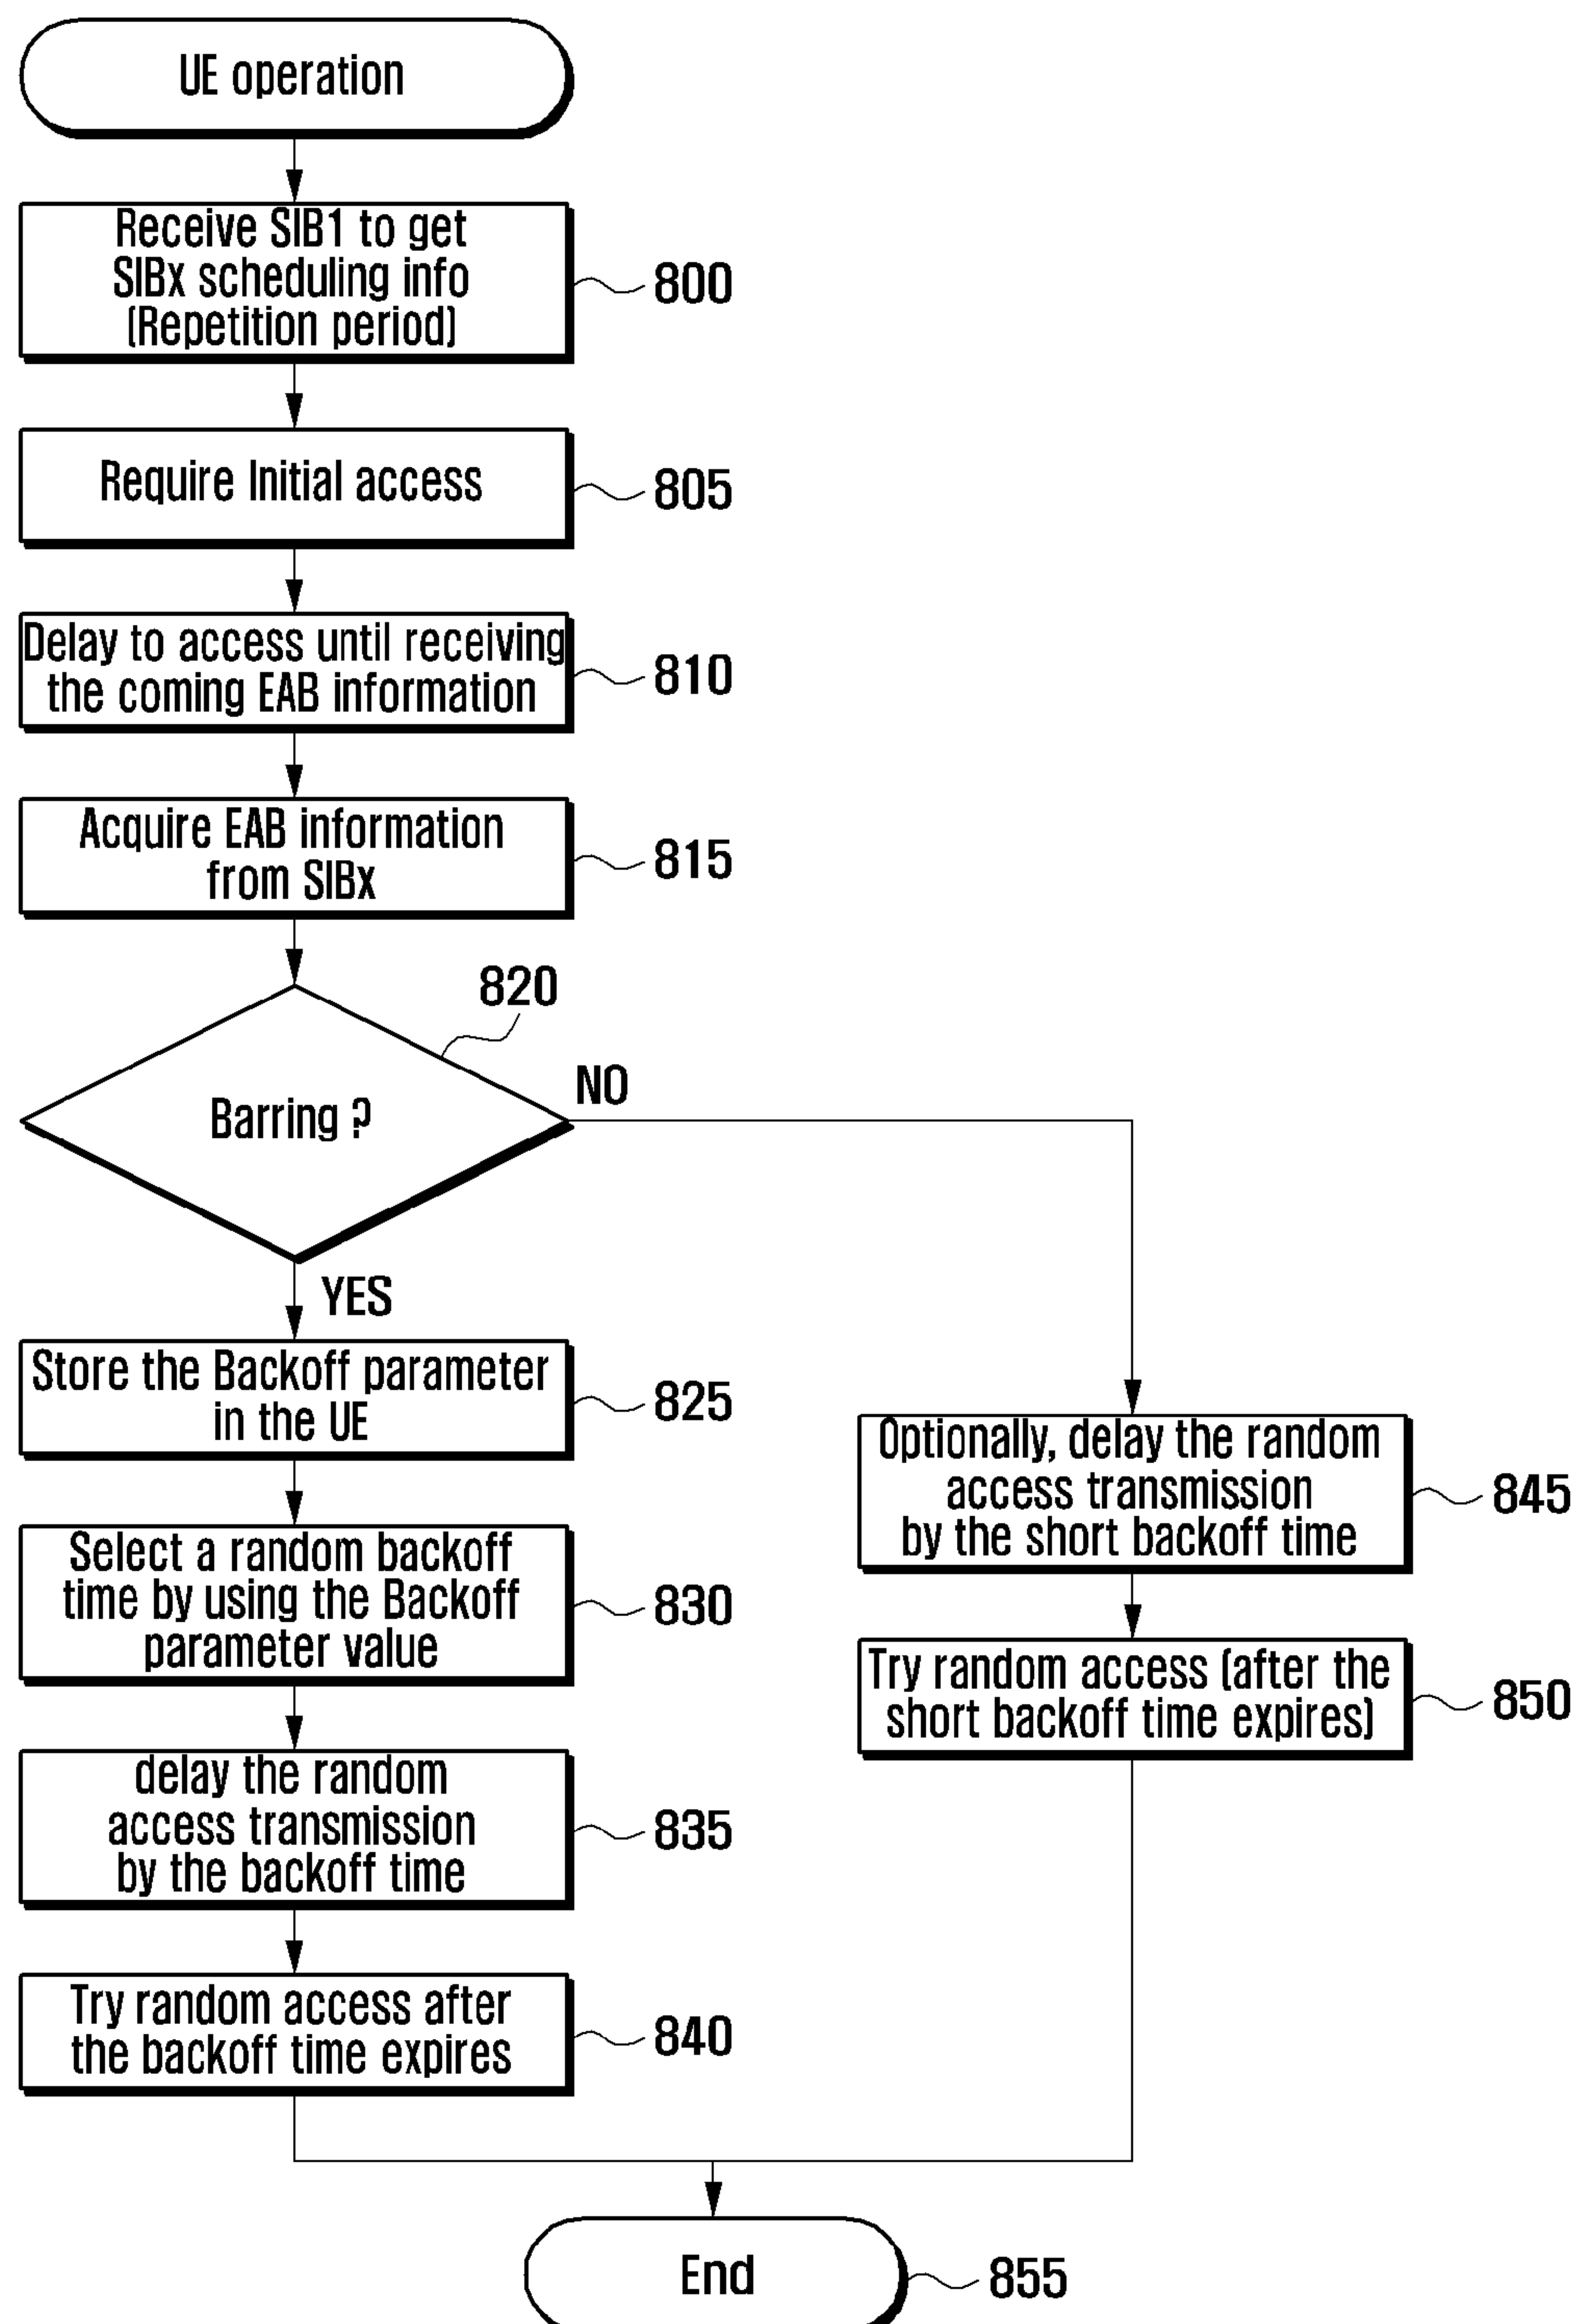 UE operation
Receive SIB1 to get
SIBx scheduling info
(Repetition period)
800
Require Initial access
805
Delay to access until receiving
the coming EAB information
810
Acquire EAB information
from SIBx
815
820
Barring ?
NO
YES
Store the Backoff parameter
in the UE
825
Optionally, delay the random
access transmission
by the short backoff time
845
Select a random backoff
time by using the Backoff
parameter value
830
Try random access (after the
short backoff time expires)
850
delay the random
access transmission
by the backoff time
835
Try random access after
the backoff time expires
840
End
855